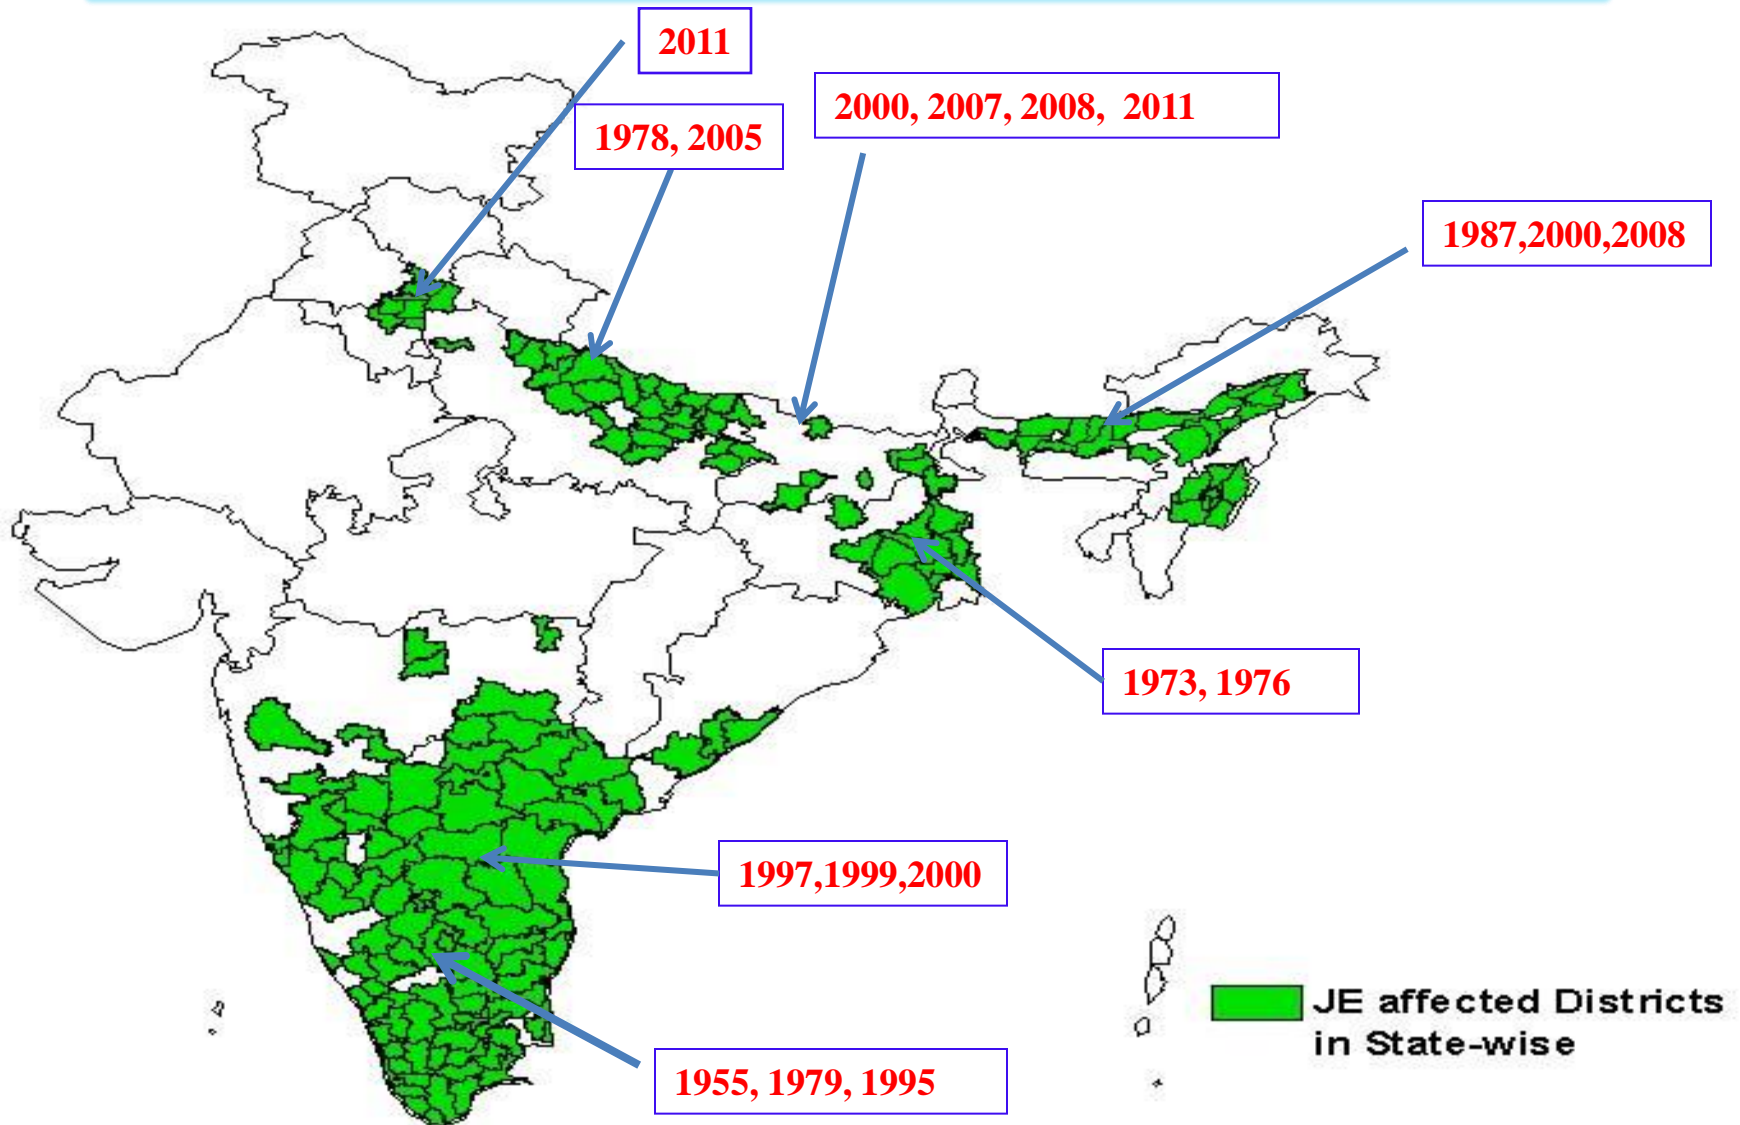 2011
2000, 2007, 2008,  2011
1978, 2005
1987,2000,2008
1973, 1976
1997,1999,2000
JE affected Districts
in State-wise
1955, 1979, 1995